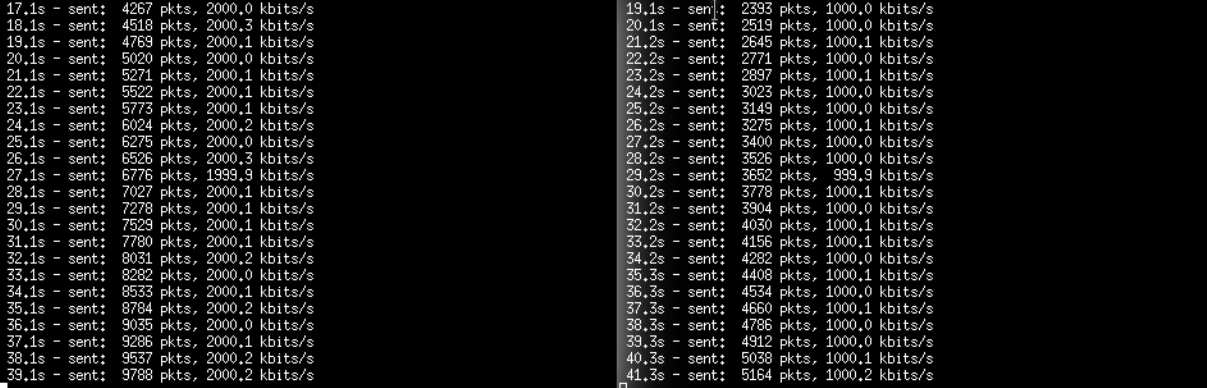 17.1s - sent:  4267 pkts, 2000.0 kbits/s
18.1s - sent:  4518 pkts, 2000.3 kbits/s
19.1s - sent:  4769 pkts, 2000.1 kbits/s
20.1s - sent:  5020 pkts, 2000.0 kbits/s
21.1s - sent:  5271 pkts, 2000.1 kbits/s
22.1s - sent:  5522 pkts, 2000.1 kbits/s
23.1s - sent:  5773 pkts, 2000.1 kbits/s
24.1s - sent:  6024 pkts, 2000.2 kbits/s
25.1s - sent:  6275 pkts, 2000.0 kbits/s
26.1s - sent:  6526 pkts, 2000.3 kbits/s
27.1s - sent:  6776 pkts, 1999.9 kbits/s
28.1s - sent:  7027 pkts, 2000.1 kbits/s
29.1s - sent:  7278 pkts, 2000.1 kbits/s
30.1s - sent:  7529 pkts, 2000.1 kbits/s
31.1s - sent:  7780 pkts, 2000.1 kbits/s
32.1s - sent:  8031 pkts, 2000.2 kbits/s
33.1s - sent:  8282 pkts, 2000.0 kbits/s
34.1s - sent:  8533 pkts, 2000.1 kbits/s
35.1s - sent:  8784 pkts, 2000.2 kbits/s
36.1s - sent:  9035 pkts, 2000.0 kbits/s
37.1s - sent:  9286 pkts, 2000.1 kbits/s
38.1s - sent:  9537 pkts, 2000.2 kbits/s
39.1s - sent:  9788 pkts, 2000.2 kbits/s
19.1s - sent:  2393 pkts, 1000.0 kbits/s
20.1s - sent:  2519 pkts, 1000.0 kbits/s
21.2s - sent:  2645 pkts, 1000.1 kbits/s
22.2s - sent:  2771 pkts, 1000.0 kbits/s
23.2s - sent:  2897 pkts, 1000.1 kbits/s
24.2s - sent:  3023 pkts, 1000.0 kbits/s
25.2s - sent:  3149 pkts, 1000.0 kbits/s
26.2s - sent:  3275 pkts, 1000.1 kbits/s
27.2s - sent:  3400 pkts, 1000.0 kbits/s
28.2s - sent:  3526 pkts, 1000.0 kbits/s
29.2s - sent:  3652 pkts,  999.9 kbits/s
30.2s - sent:  3778 pkts, 1000.1 kbits/s
31.2s - sent:  3904 pkts, 1000.0 kbits/s
32.2s - sent:  4030 pkts, 1000.1 kbits/s
33.2s - sent:  4156 pkts, 1000.1 kbits/s
34.2s - sent:  4282 pkts, 1000.0 kbits/s
35.3s - sent:  4408 pkts, 1000.1 kbits/s
36.3s - sent:  4534 pkts, 1000.0 kbits/s
37.3s - sent:  4660 pkts, 1000.1 kbits/s
38.3s - sent:  4786 pkts, 1000.0 kbits/s
39.3s - sent:  4912 pkts, 1000.0 kbits/s
40.3s - sent:  5038 pkts, 1000.1 kbits/s
41.3s - sent:  5164 pkts, 1000.2 kbits/s